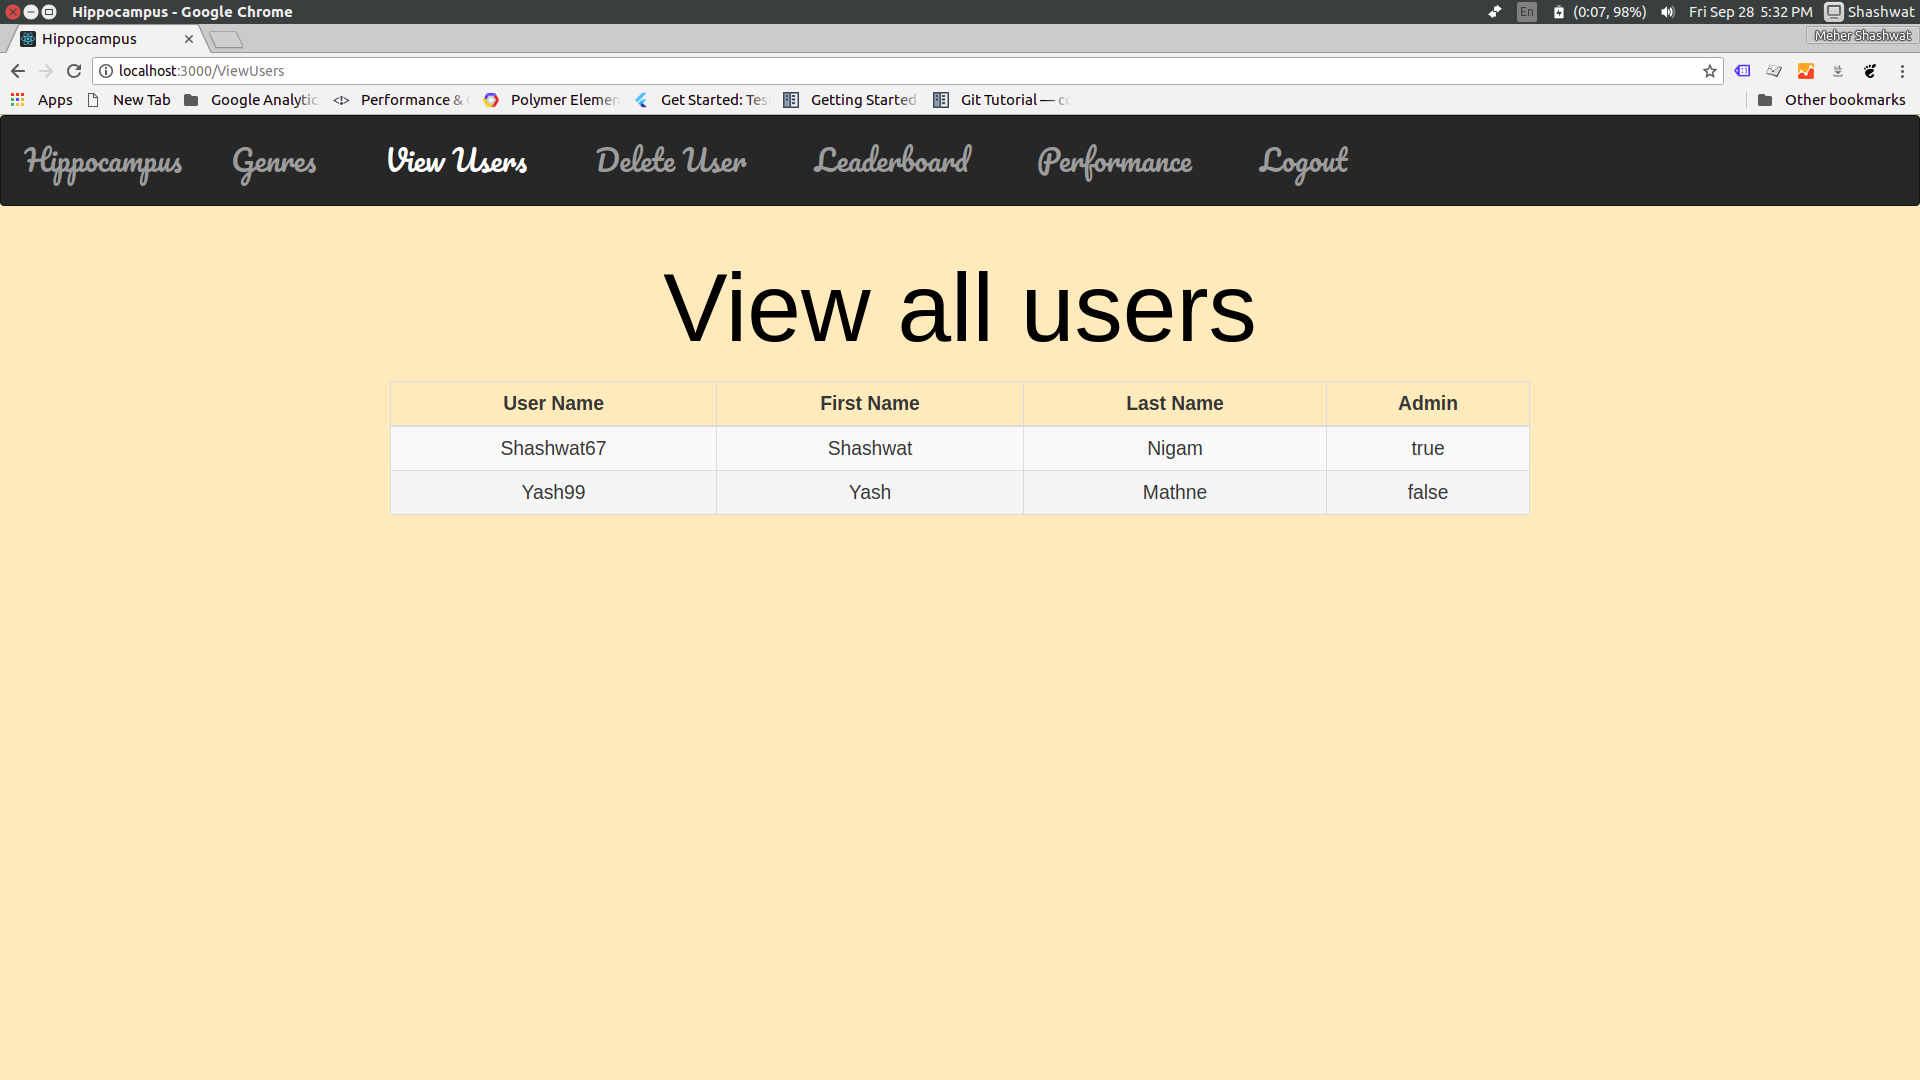 Hippocampus - Google Chrome
En (0:07, 98%) Fri Sep 28 5:32 PM Shashwat
Hippocampus
Meher Shashwat
localhost:3000/ViewUsers
Apps New Tab Google Analytic Performance & Polymer Elemen Get Started: Tes Getting Started Git Tutorial — co Other bookmarks
Hippocampus Genres View Users Delete User Leaderboard Performance Logout
View all users
User Name First Name Last Name Admin
Shashwat67 Shashwat Nigam true
Yash99 Yash Mathne false